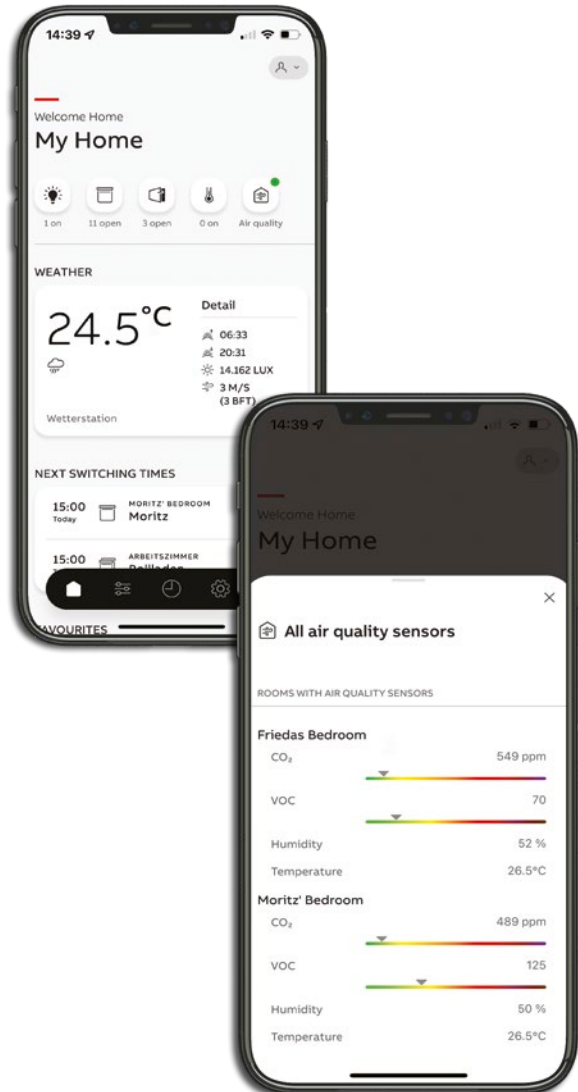 14:39
Welcome Home
My Home
1 on
11 open
3 open
0 on
Air quality
WEATHER
24.5°C
Wetterstation
Detail
06:33
20:31
14.162 LUX
3 M/S
(3 BFT)
NEXT SWITCHING TIMES
15:00
Today
MORITZ' BEDROOM
Moritz
15:00
ARBEITSZIMMER
FAVOURITES
14:39
Welcome Home
My Home
All air quality sensors
ROOMS WITH AIR QUALITY SENSORS
Friedas Bedroom
CO₂ 549 ppm
VOC 70
Humidity 52 %
Temperature 26.5°C
Moritz' Bedroom
CO₂ 489 ppm
VOC 125
Humidity 50 %
Temperature 26.5°C